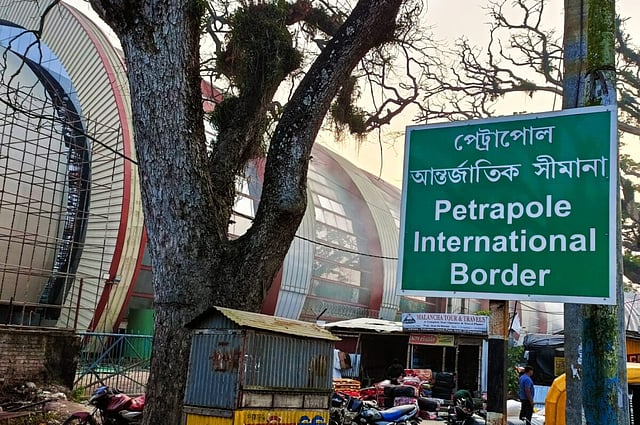 পেট্রাপোল
আন্তর্জাতিক সীমানা
Petrapole
International
Border
MALANCHA TOUR & TRAVELS